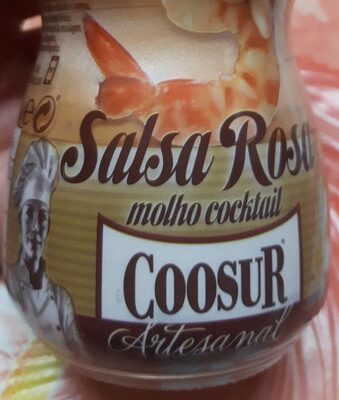 Salsa Rosa
molho cocktail
COOSUR
Artesanal